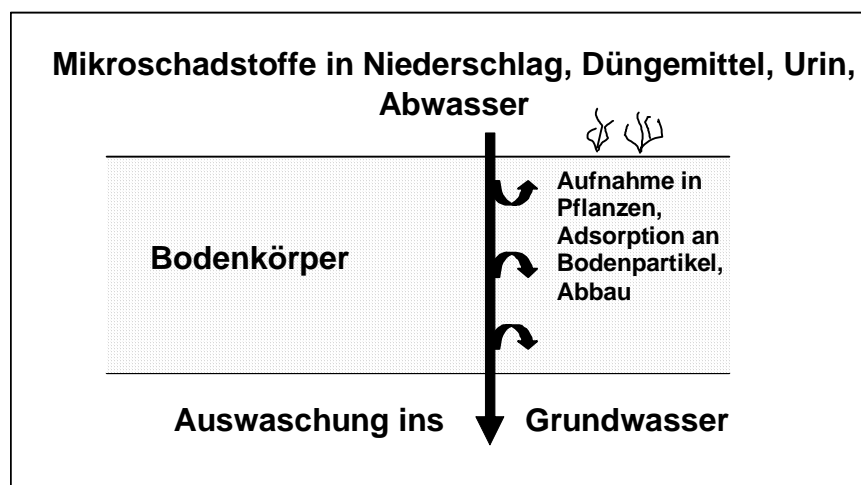 Mikroschadstoffe in Niederschlag, Düngemittel, Urin,
Abwasser
Aufnahme in
Pflanzen,
Adsorption an
Bodenpartikel,
Abbau
Bodenkörper
Auswaschung ins Grundwasser